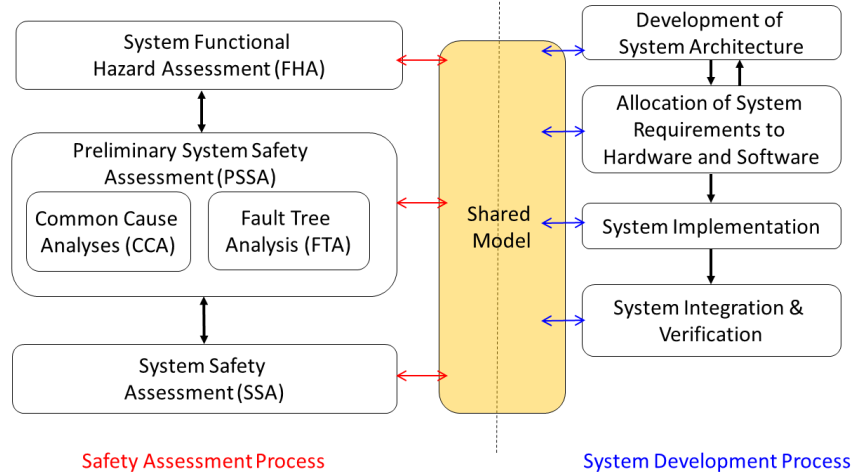 System Functional
Hazard Assessment (FHA)
Preliminary System Safety
Assessment (PSSA)
Common Cause
Analyses (CCA)
Fault Tree
Analysis (FTA)
System Safety
Assessment (SSA)
Safety Assessment Process
Shared
Model
Development of
System Architecture
Allocation of System
Requirements to
Hardware and Software
System Implementation
System Integration &
Verification
System Development Process